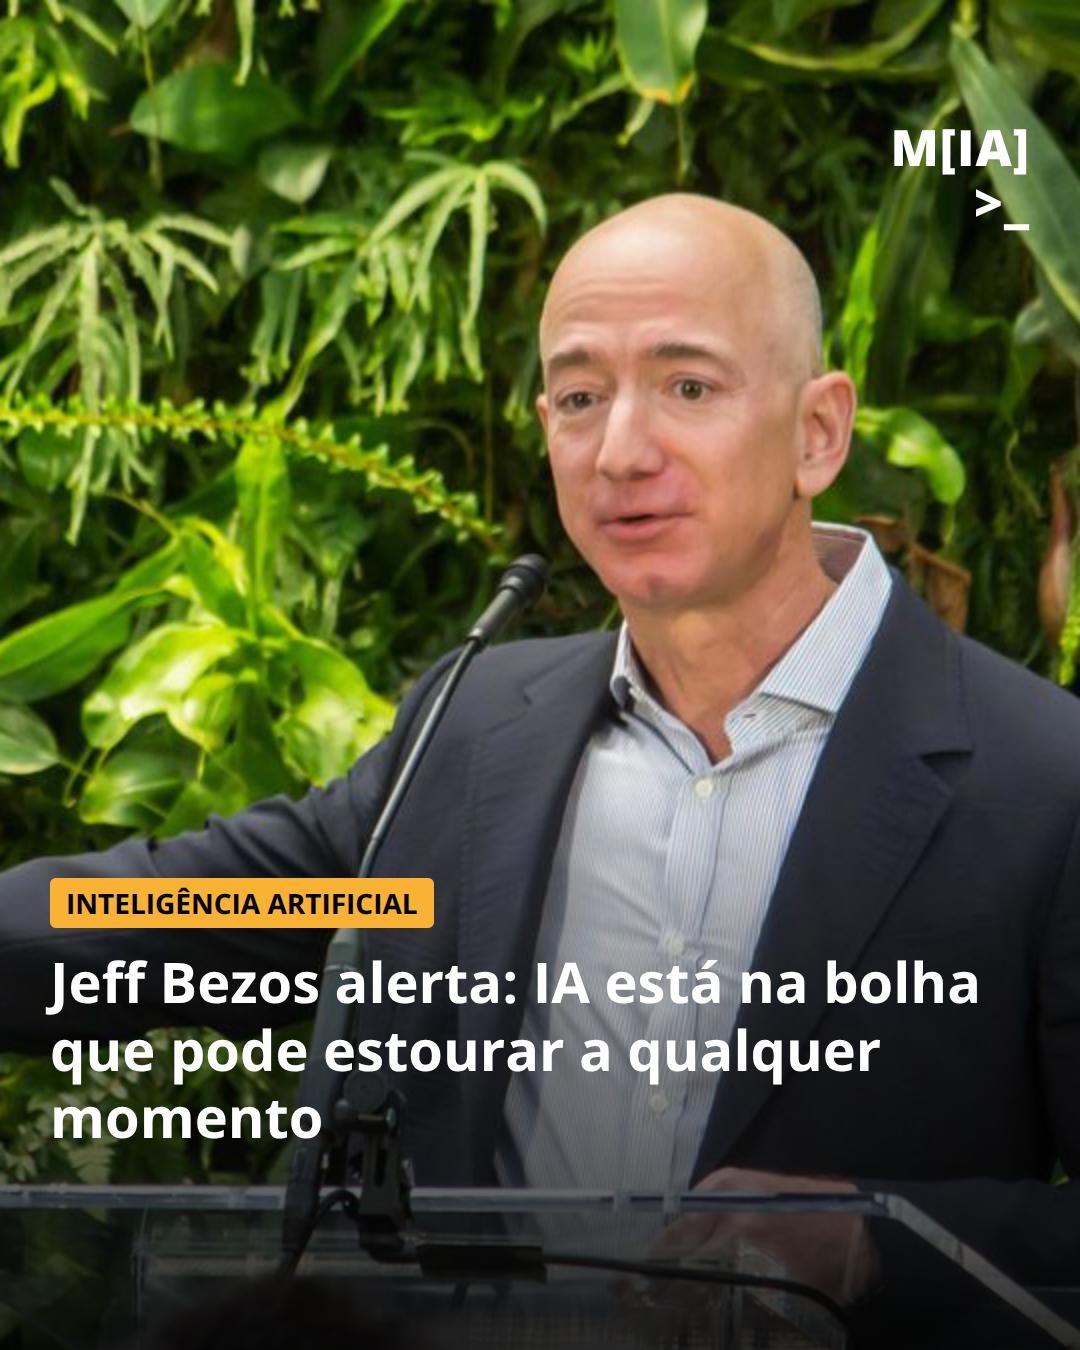 M[IA]
>_
INTELIGÊNCIA ARTIFICIAL
Jeff Bezos alerta: IA está na bolha
que pode estourar a qualquer
momento